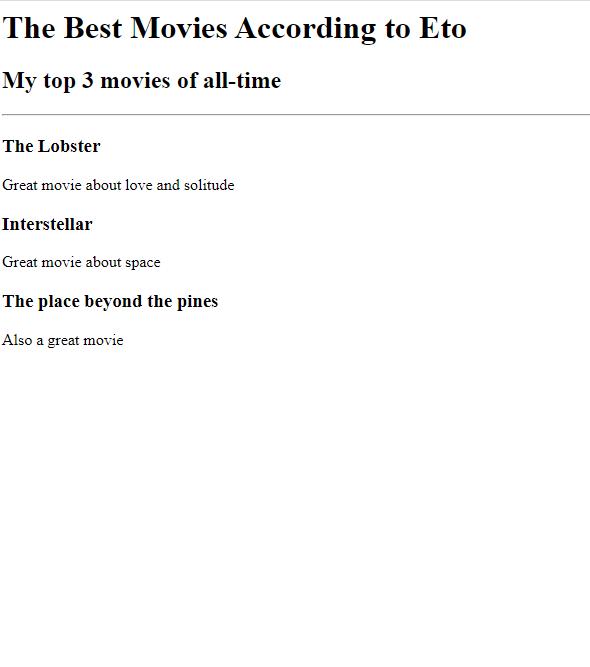 The Best Movies According to Eto
My top 3 movies of all-time
The Lobster
Great movie about love and solitude
Interstellar
Great movie about space
The place beyond the pines
Also a great movie